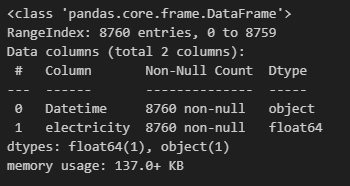 <class 'pandas.core.frame.DataFrame'>
RangeIndex: 8760 entries, 0 to 8759
Data columns (total 2 columns):
 #   Column       Non-Null Count  Dtype
---  ------       --------------  -----
 0   Datetime     8760 non-null   object
 1   electricity  8760 non-null   float64
dtypes: float64(1), object(1)
memory usage: 137.0+ KB